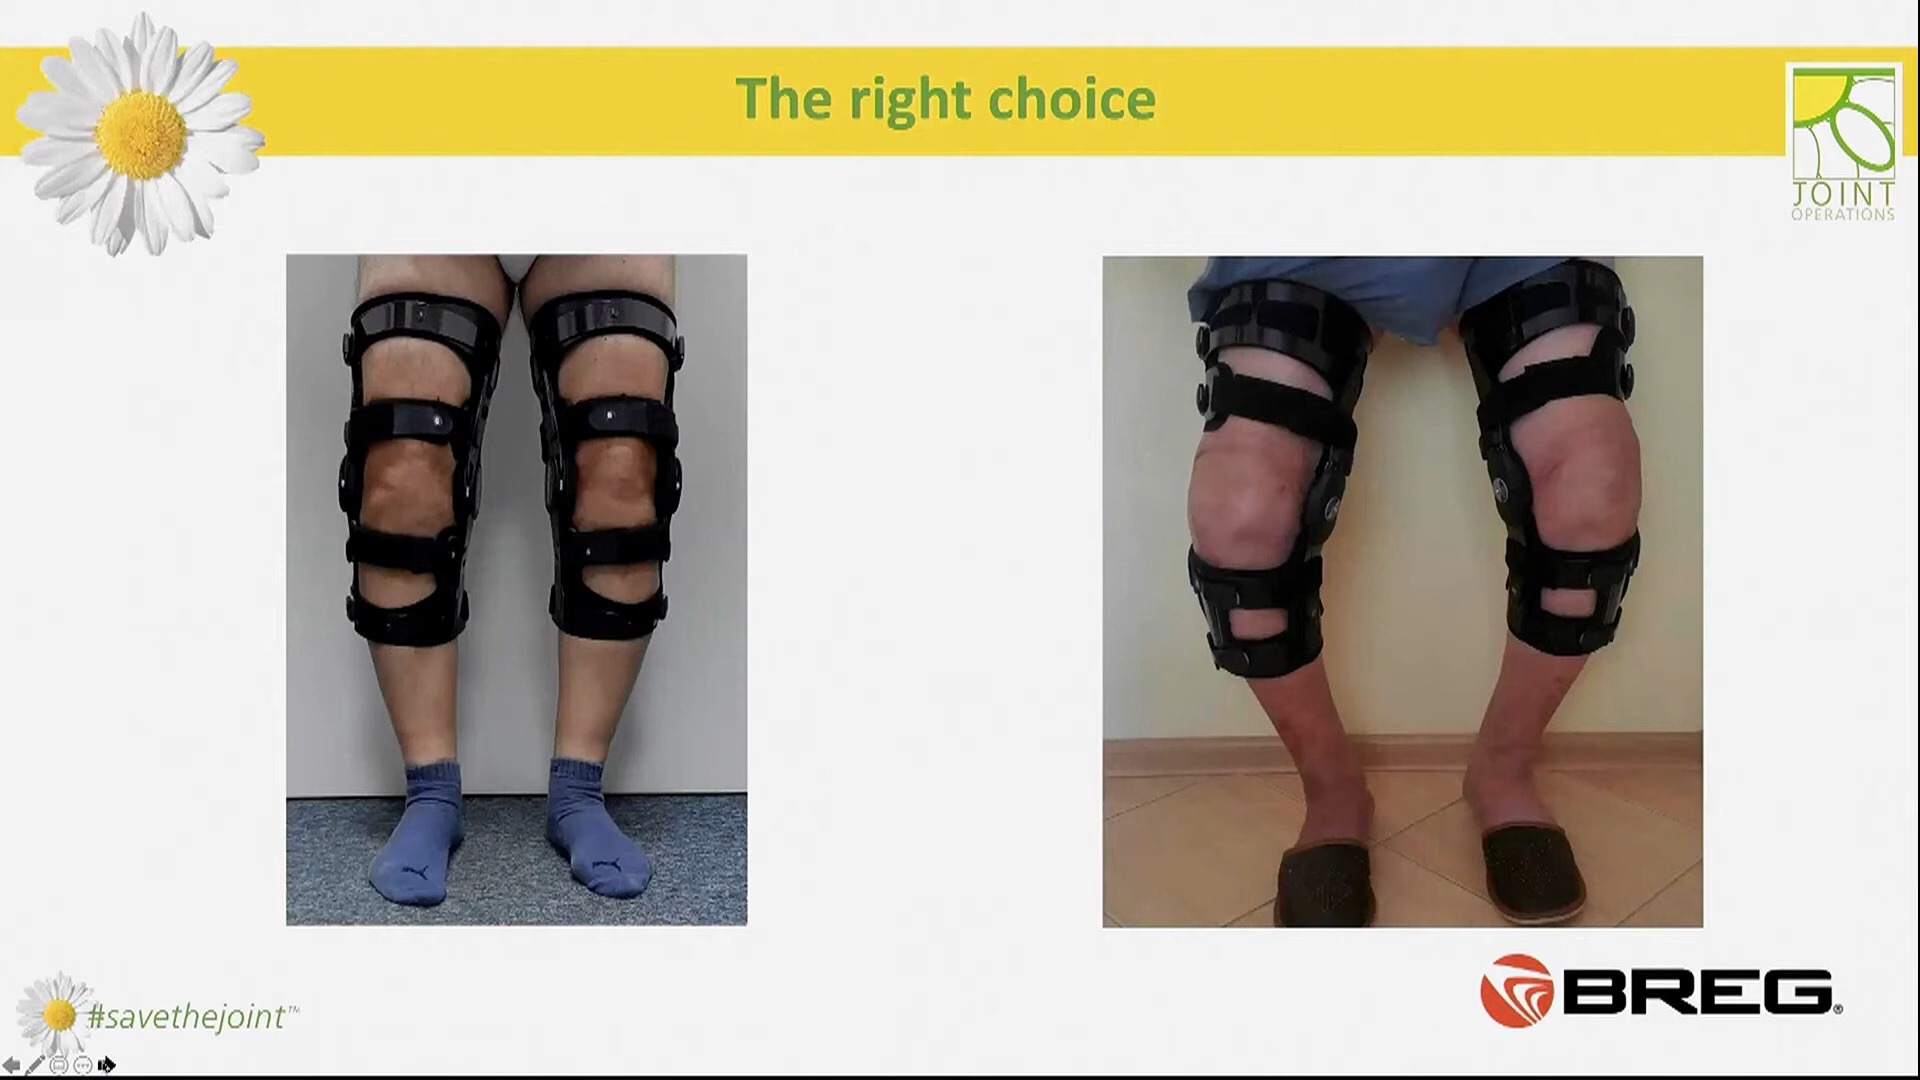 The right choice
JOINT
OPERATIONS
#savethejoint™
BREG®